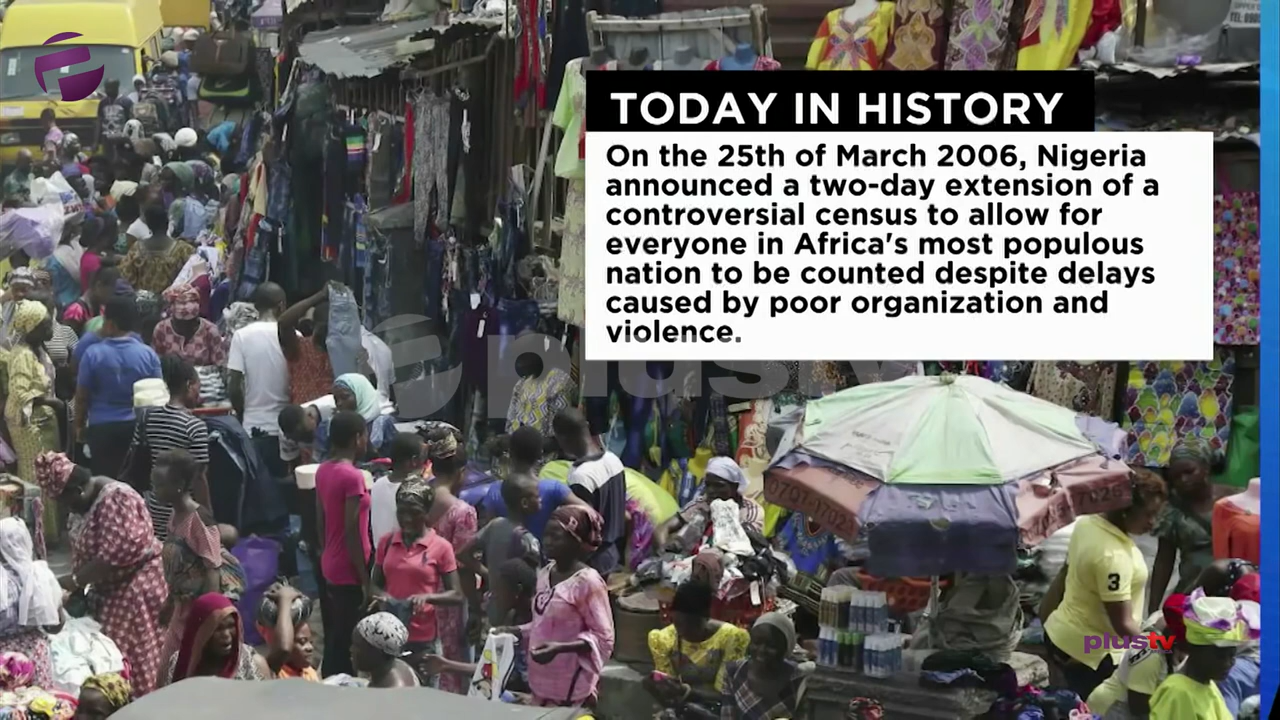 TODAY IN HISTORY
On the 25th of March 2006, Nigeria
announced a two-day extension of a
controversial census to allow for
everyone in Africa's most populous
nation to be counted despite delays
caused by poor organization and
violence.
plustv
3
plustv